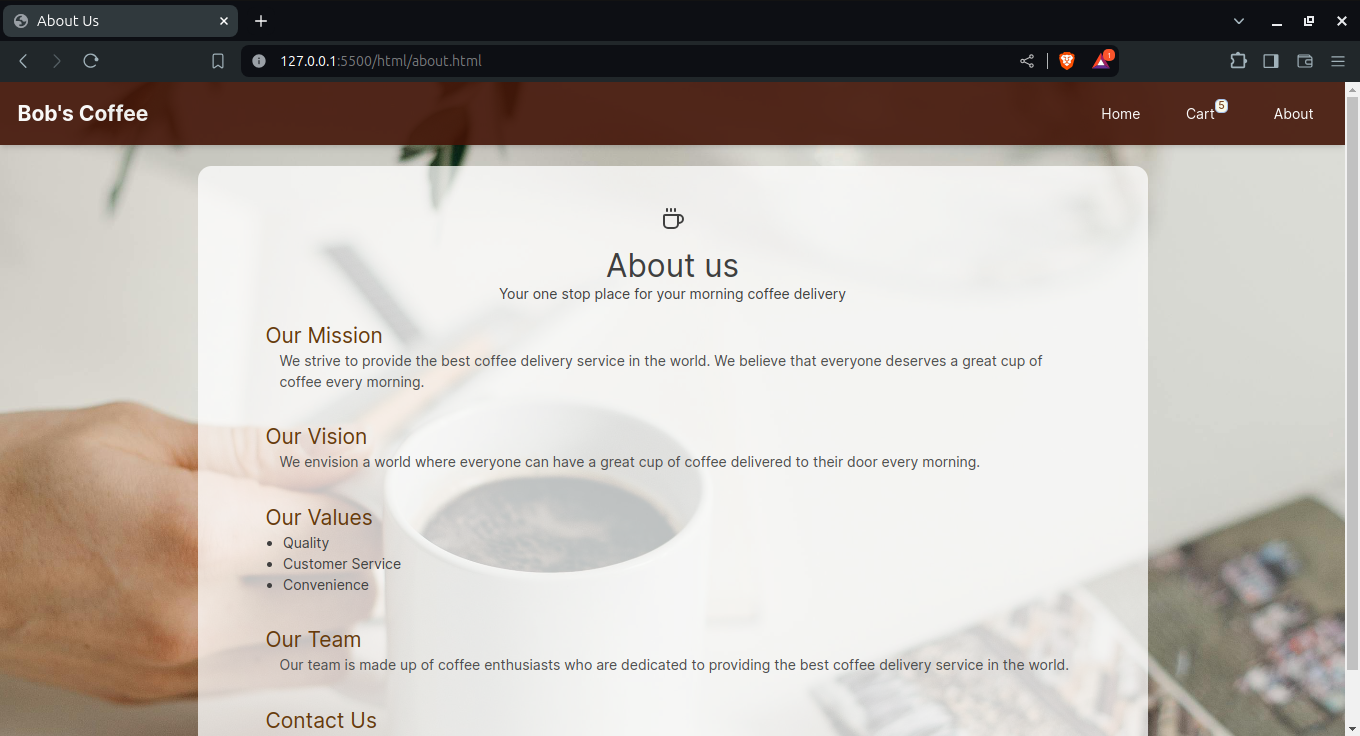 About Us
127.0.0.1:5500/html/about.html
1
Bob's Coffee
Home
Cart
5
About
About us
Your one stop place for your morning coffee delivery
Our Mission
We strive to provide the best coffee delivery service in the world. We believe that everyone deserves a great cup of
coffee every morning.
Our Vision
We envision a world where everyone can have a great cup of coffee delivered to their door every morning.
Our Values
Quality
Customer Service
Convenience
Our Team
Our team is made up of coffee enthusiasts who are dedicated to providing the best coffee delivery service in the world.
Contact Us